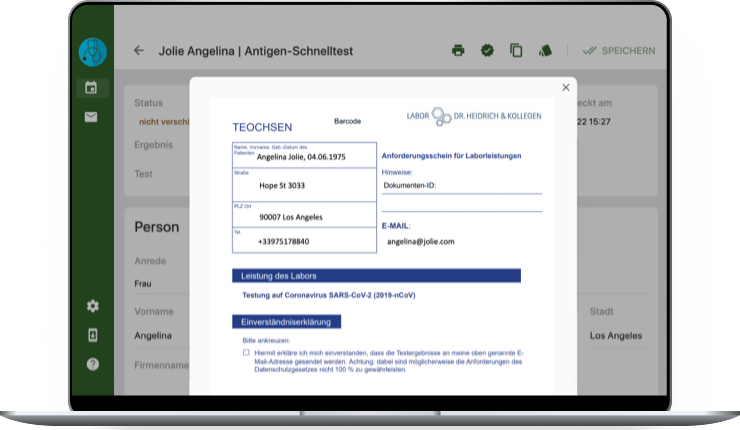 Jolie Angelina | Antigen-Schnelltest
SPEICHERN
Status
nicht verschi
Ergebnis
Test
eckt am
22 15:27
Person
Anrede
Frau
Vorname
Angelina
Firmenname
Stadt
Los Angeles
TEOCHSEN
Barcode
LABOR DR. HEIDRICH & KOLLEGEN
Name, Vorname, Geb.-Datum des
Patienten
Angelina Jolie, 04.06.1975
Straße
Hope St 3033
PLZ Ort
90007 Los Angeles
Tel.
+33975178840
Anforderungsschein für Laborleistungen
Hinweise:
Dokumenten-ID:
E-MAIL:
angelina@jolie.com
Leistung des Labors
Testung auf Coronavirus SARS-CoV-2 (2019-nCoV)
Einverständniserklärung
Bitte ankreuzen:
Hiermit erkläre ich mich einverstanden, dass die Testergebnisse an meine oben genannte E-
Mail-Adresse gesendet werden. Achtung: dabei sind möglicherweise die Anforderungen des
Datenschutzgesetzes nicht 100 % zu gewährleisten.